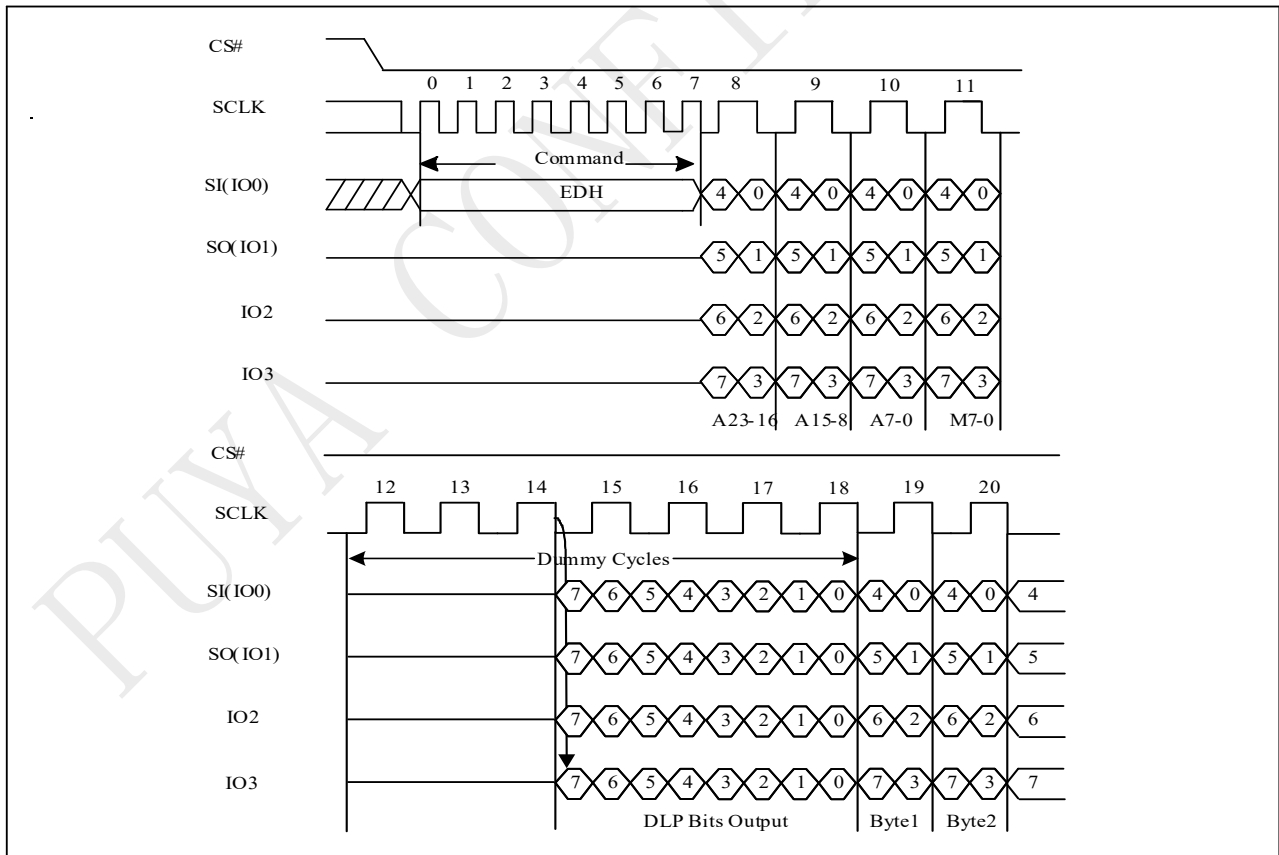 PUYA CONF
CS#
0 1 2 3 4 5 6 7 8 9 10 11
SCLK
Command
SI(IO0) EDH 4 0 4 0 4 0 4 0
SO(IO1) 5 1 5 1 5 1 5 1
IO2 6 2 6 2 6 2 6 2
IO3 7 3 7 3 7 3 7 3
A23-16 A15-8 A7-0 M7-0
CS#
12 13 14 15 16 17 18 19 20
SCLK
Dummy Cycles
SI(IO0) 7 6 5 4 3 2 1 0 4 0 4 0 4
SO(IO1) 7 6 5 4 3 2 1 0 5 1 5 1 5
IO2 7 6 5 4 3 2 1 0 6 2 6 2 6
IO3 7 6 5 4 3 2 1 0 7 3 7 3 7
DLP Bits Output Byte1 Byte2